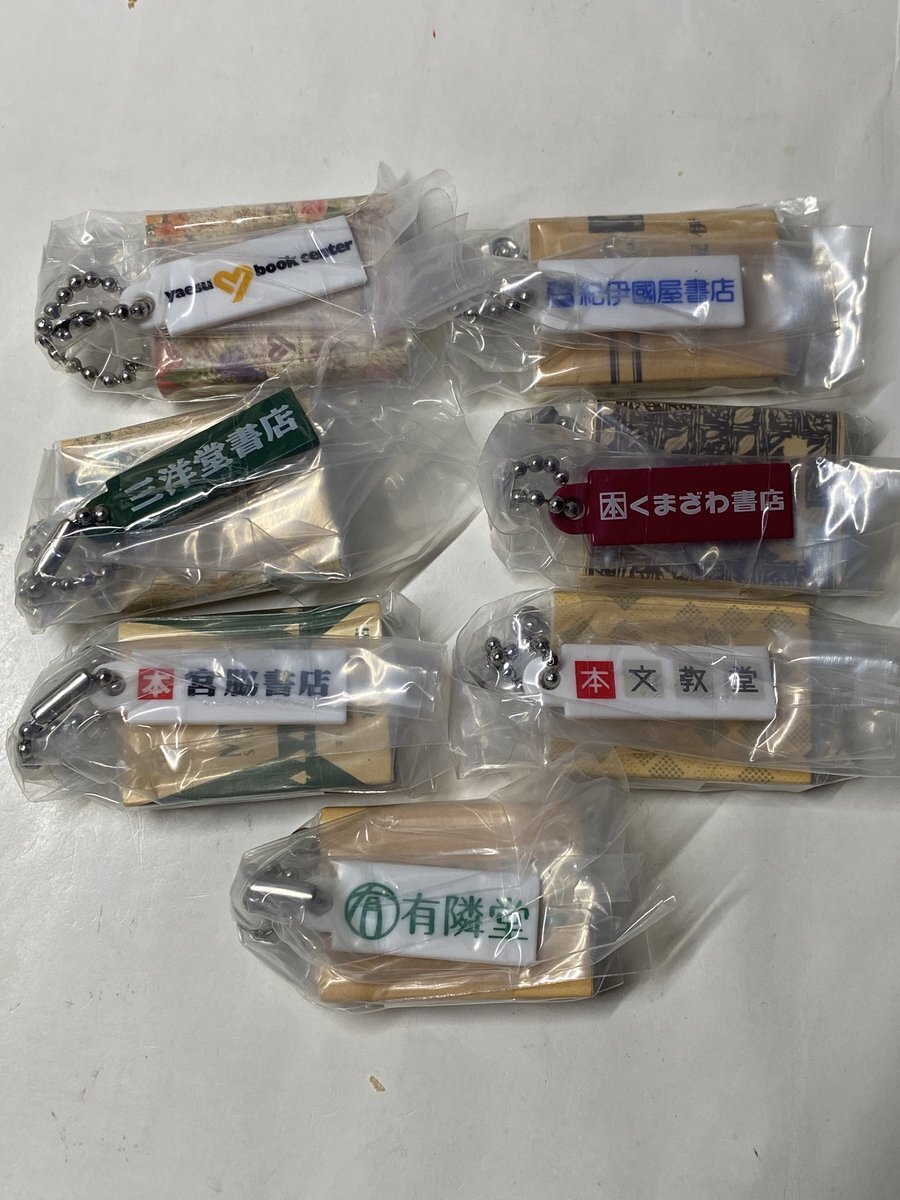 yaesu book center
紀伊國屋書店
三洋堂書店
本 くまざわ書店
本 宮脇書店
本 文教堂
有隣堂